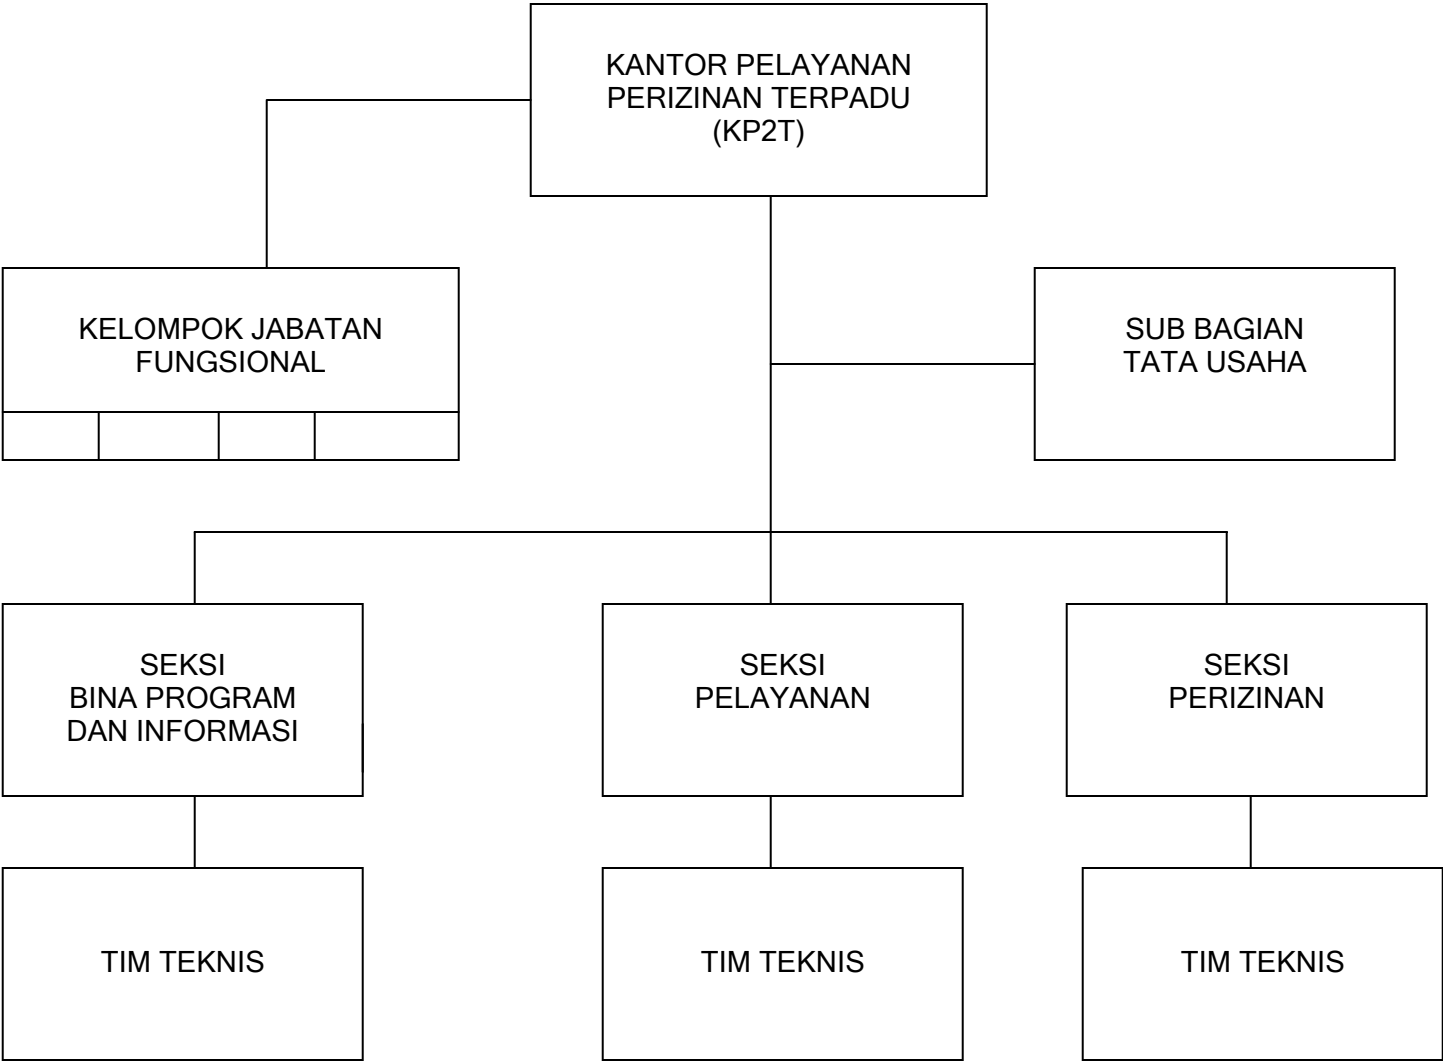 KANTOR PELAYANAN
PERIZINAN TERPADU
(KP2T)
KELOMPOK JABATAN
FUNGSIONAL
SUB BAGIAN
TATA USAHA
SEKSI
BINA PROGRAM
DAN INFORMASI
SEKSI
PELAYANAN
SEKSI
PERIZINAN
TIM TEKNIS
TIM TEKNIS
TIM TEKNIS